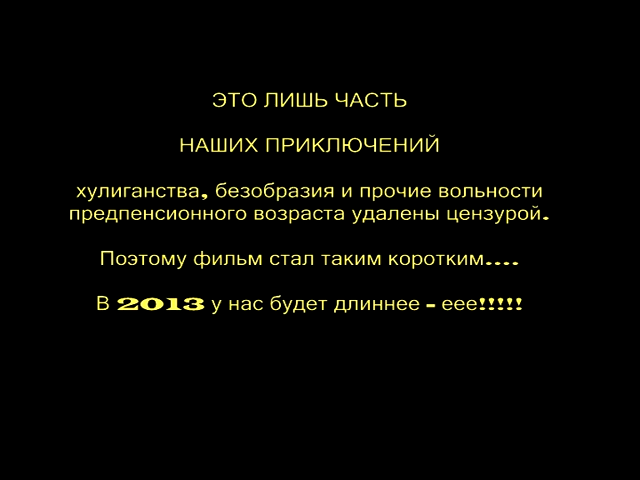 ЭТО ЛИШЬ ЧАСТЬ
НАШИХ ПРИКЛЮЧЕНИЙ
хулиганства, безобразия и прочие вольности
предпенсионного возраста удалены цензурой.
Поэтому фильм стал таким коротким....
В 2013 у нас будет длиннее - еее!!!!!